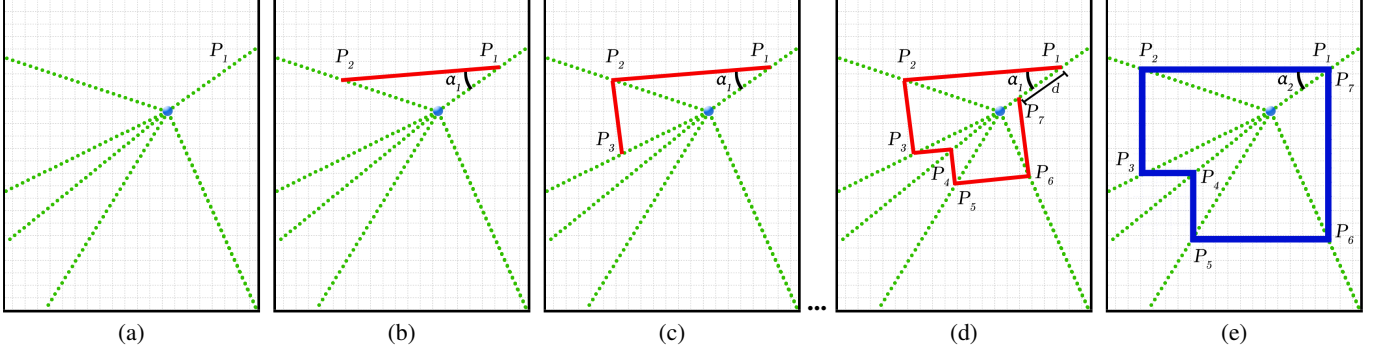 P₁
P₂ P₁
α₁
P₂ P₁
α₁
P₃
P₂ P₁
α₁ d
P₇
P₃
P₄ P₆
P₅
P₂ P₁
α₂ P₇
P₃ P₄
P₆
P₅
...
(a) (b) (c) (d) (e)